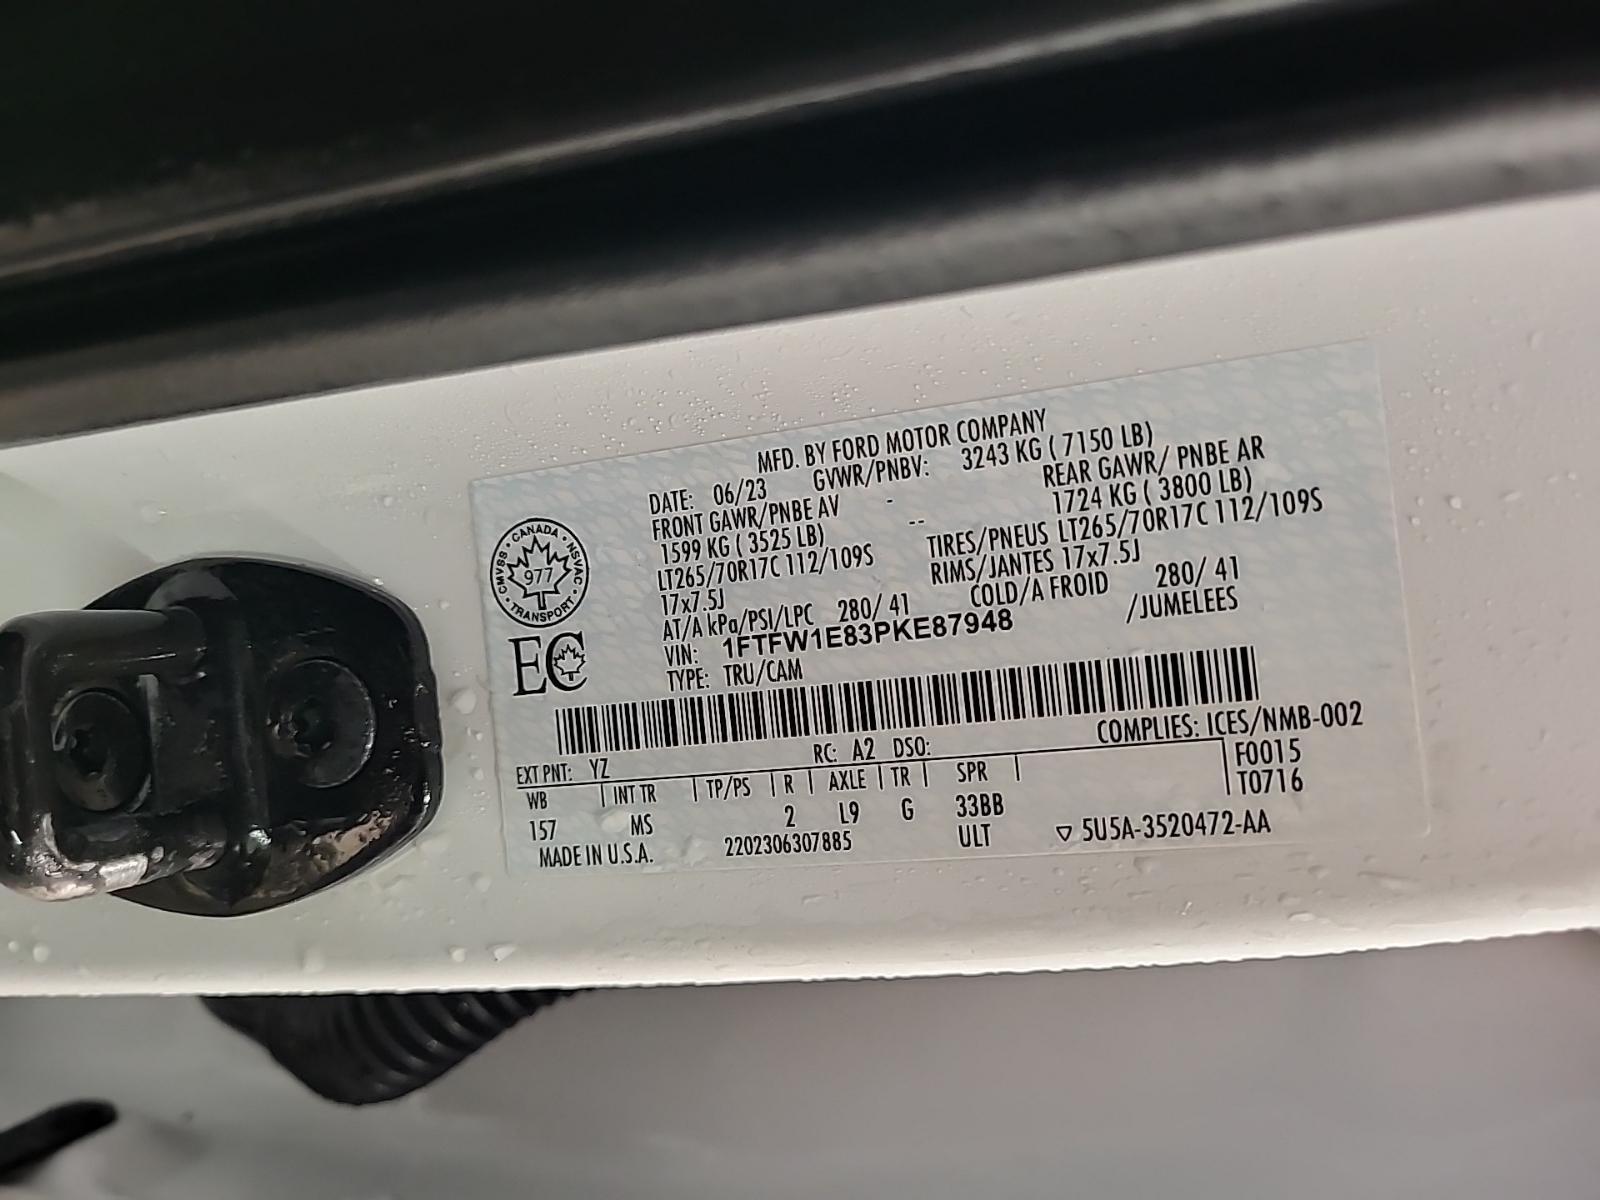 MFD. BY FORD MOTOR COMPANY
DATE: 06/23 GVWR/PNBV: 3243 KG ( 7150 LB)
FRONT GAWR/PNBE AV - REAR GAWR/ PNBE AR
1599 KG ( 3525 LB) -- 1724 KG ( 3800 LB)
LT265/70R17C 112/109S TIRES/PNEUS LT265/70R17C 112/109S
17x7.5J RIMS/JANTES 17x7.5J
AT/A kPa/PSI/LPC 280/ 41 COLD/A FROID 280/ 41
VIN: 1FTFW1E83PKE87948 /JUMELEES
TYPE: TRU/CAM
CMVSS • CANADA • NSVAC • TRANSPORT •
977
EC
COMPLIES: ICES/NMB-002
EXT PNT: YZ RC: A2 DSO: F0015
WB INT TR TP/PS R AXLE TR SPR T0716
157 MS 2 L9 G 33BB
MADE IN U.S.A. 2202306307885 ULT ▽ 5U5A-3520472-AA